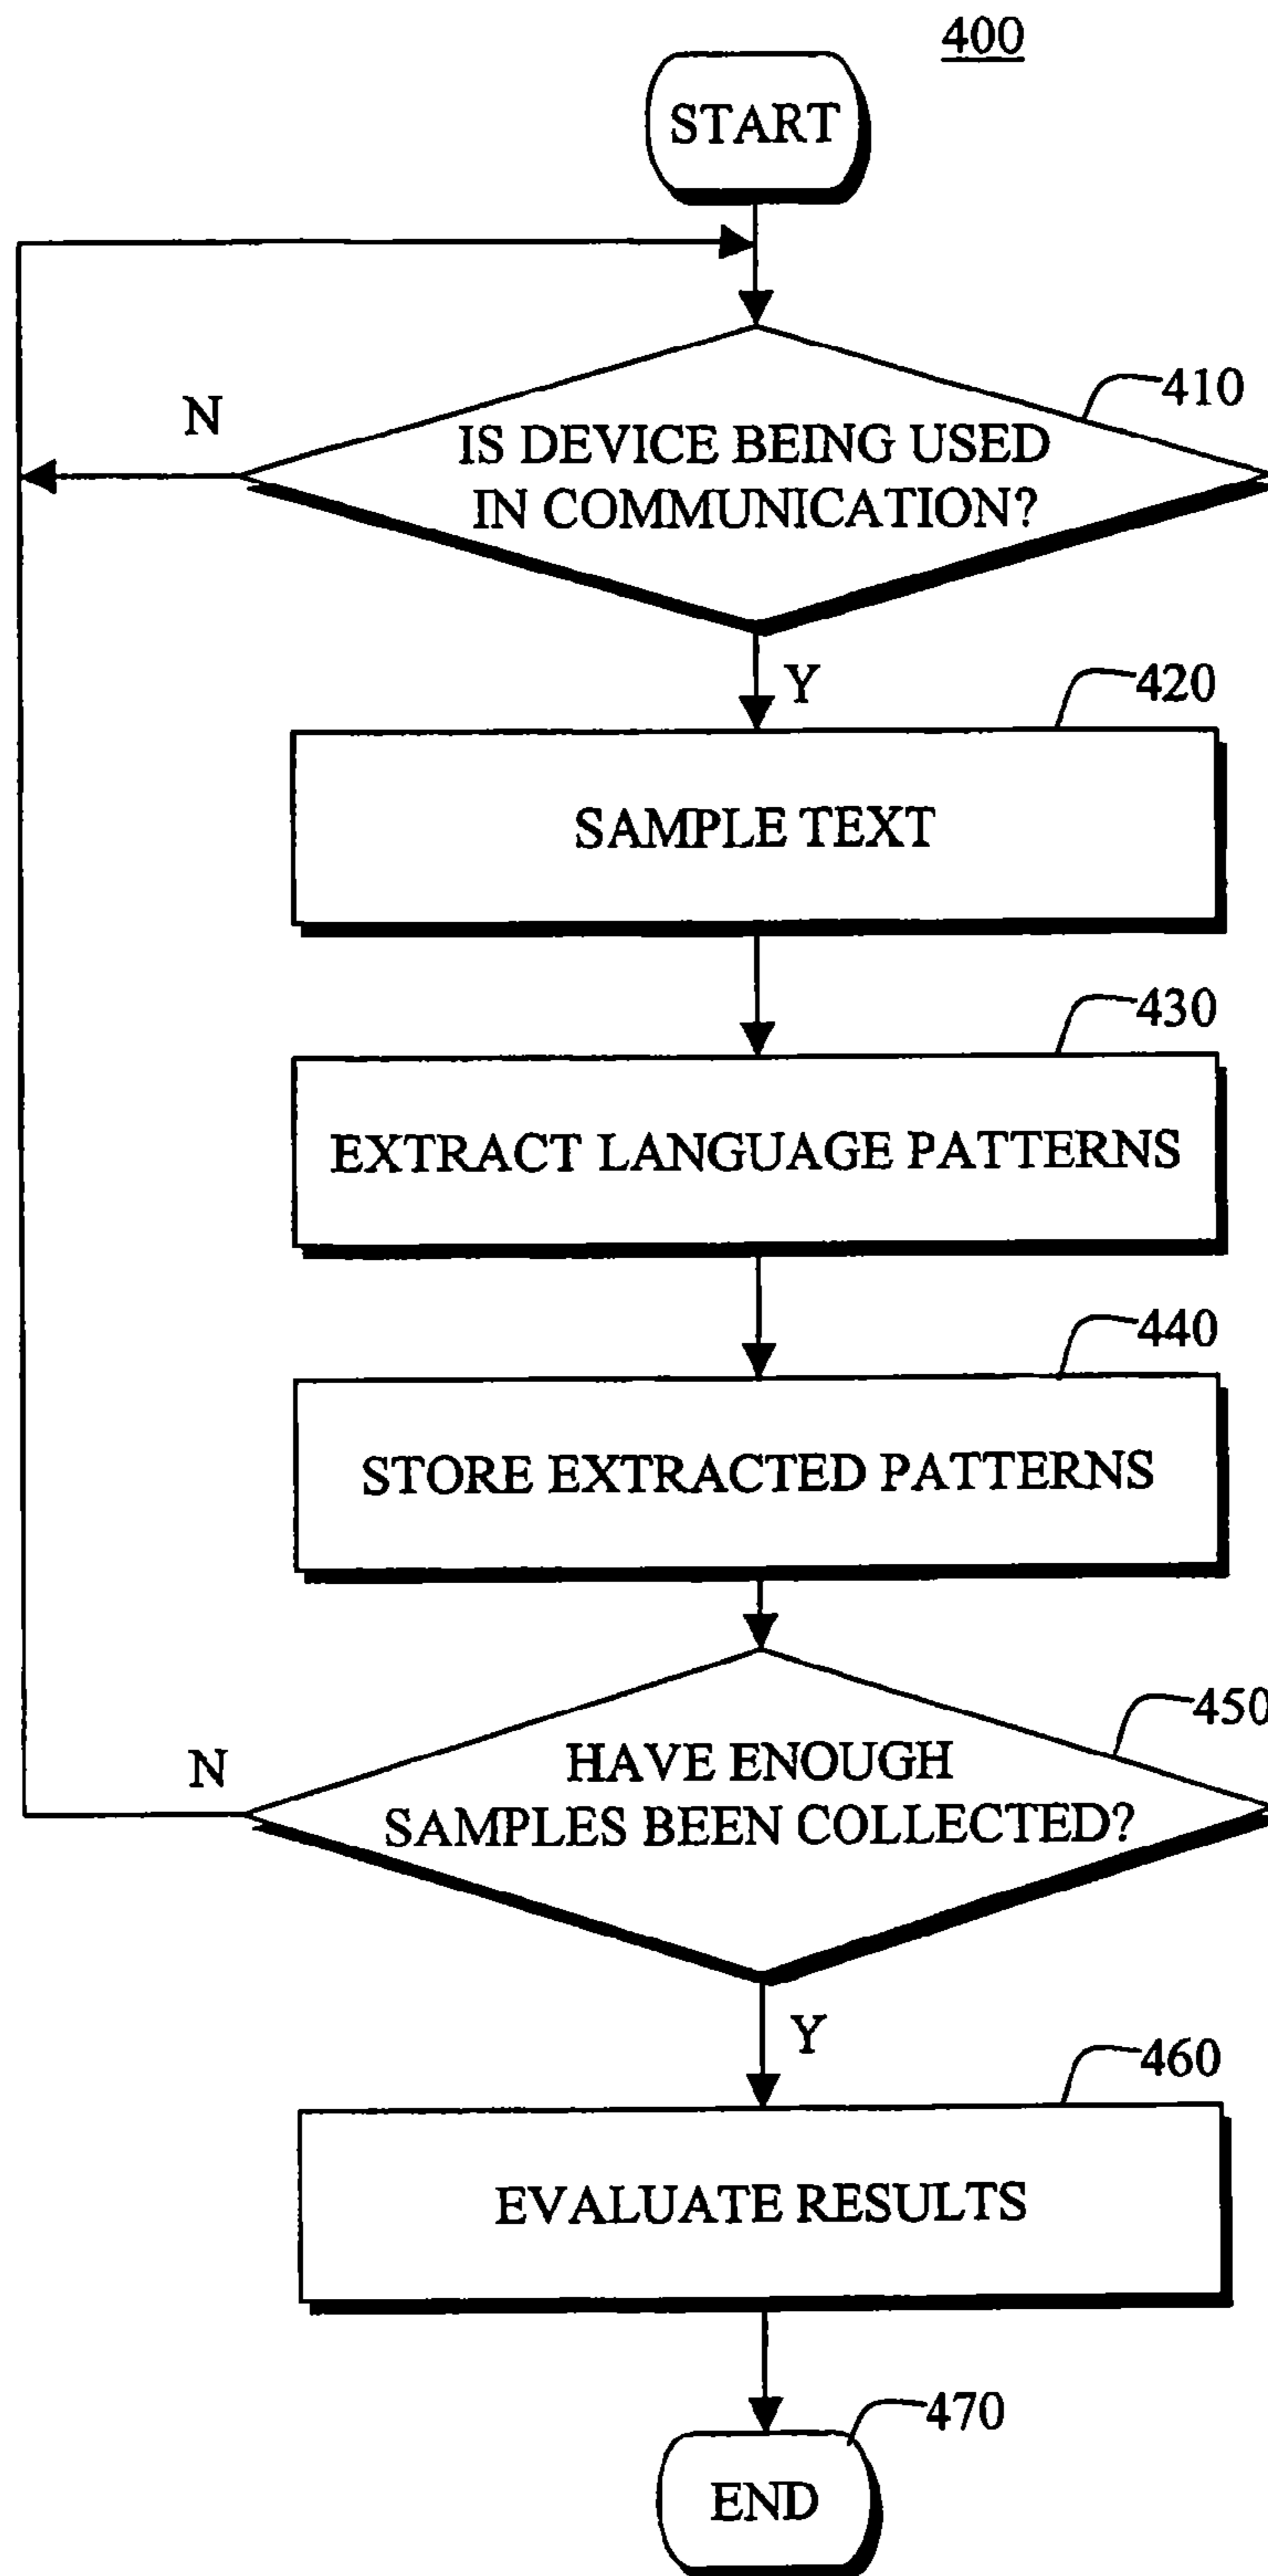 400
START
410
N
IS DEVICE BEING USED
IN COMMUNICATION?
Y
420
SAMPLE TEXT
430
EXTRACT LANGUAGE PATTERNS
440
STORE EXTRACTED PATTERNS
450
N
HAVE ENOUGH
SAMPLES BEEN COLLECTED?
Y
460
EVALUATE RESULTS
470
END